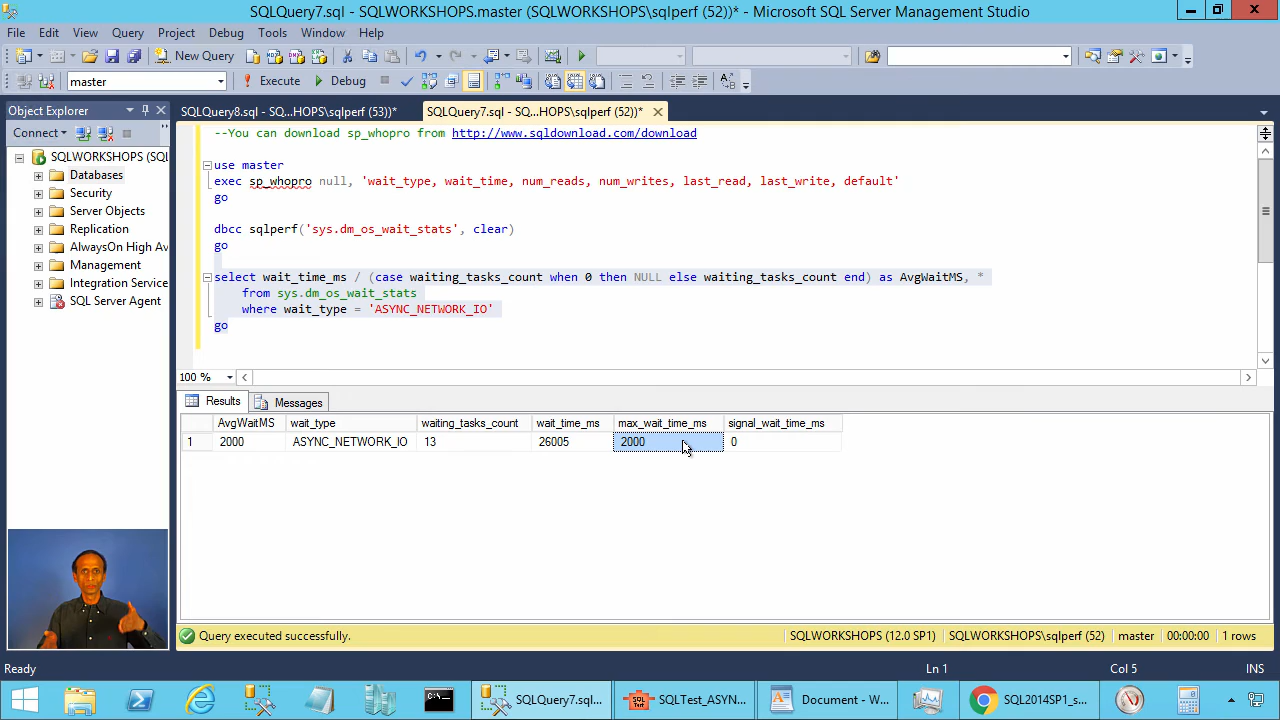 SQLQuery7.sql - SQLWORKSHOPS.master (SQLWORKSHOPS\sqlperf (52))* - Microsoft SQL Server Management Studio
File Edit View Query Project Debug Tools Window Help
New Query
master Execute Debug
Object Explorer
SQLQuery8.sql - SQ...HOPS\sqlperf (53))* SQLQuery7.sql - SQ...HOPS\sqlperf (52))*
Connect
SQLWORKSHOPS (SQL
Databases
Security
Server Objects
Replication
AlwaysOn High Av
Management
Integration Service
SQL Server Agent
--You can download sp_whopro from http://www.sqldownload.com/download
use master
exec sp_whopro null, 'wait_type, wait_time, num_reads, num_writes, last_read, last_write, default'
go
dbcc sqlperf('sys.dm_os_wait_stats', clear)
go
select wait_time_ms / (case waiting_tasks_count when 0 then NULL else waiting_tasks_count end) as AvgWaitMS, *
from sys.dm_os_wait_stats
where wait_type = 'ASYNC_NETWORK_IO'
go
100 %
Results Messages
AvgWaitMS wait_type waiting_tasks_count wait_time_ms max_wait_time_ms signal_wait_time_ms
1 2000 ASYNC_NETWORK_IO 13 26005 2000 0
Query executed successfully. SQLWORKSHOPS (12.0 SP1) SQLWORKSHOPS\sqlperf (52) master 00:00:00 1 rows
Ready Ln 1 Col 5 INS
SQLQuery7.sql - SQ... SQLTest_ASYN... Document - W... SQL2014SP1_s...